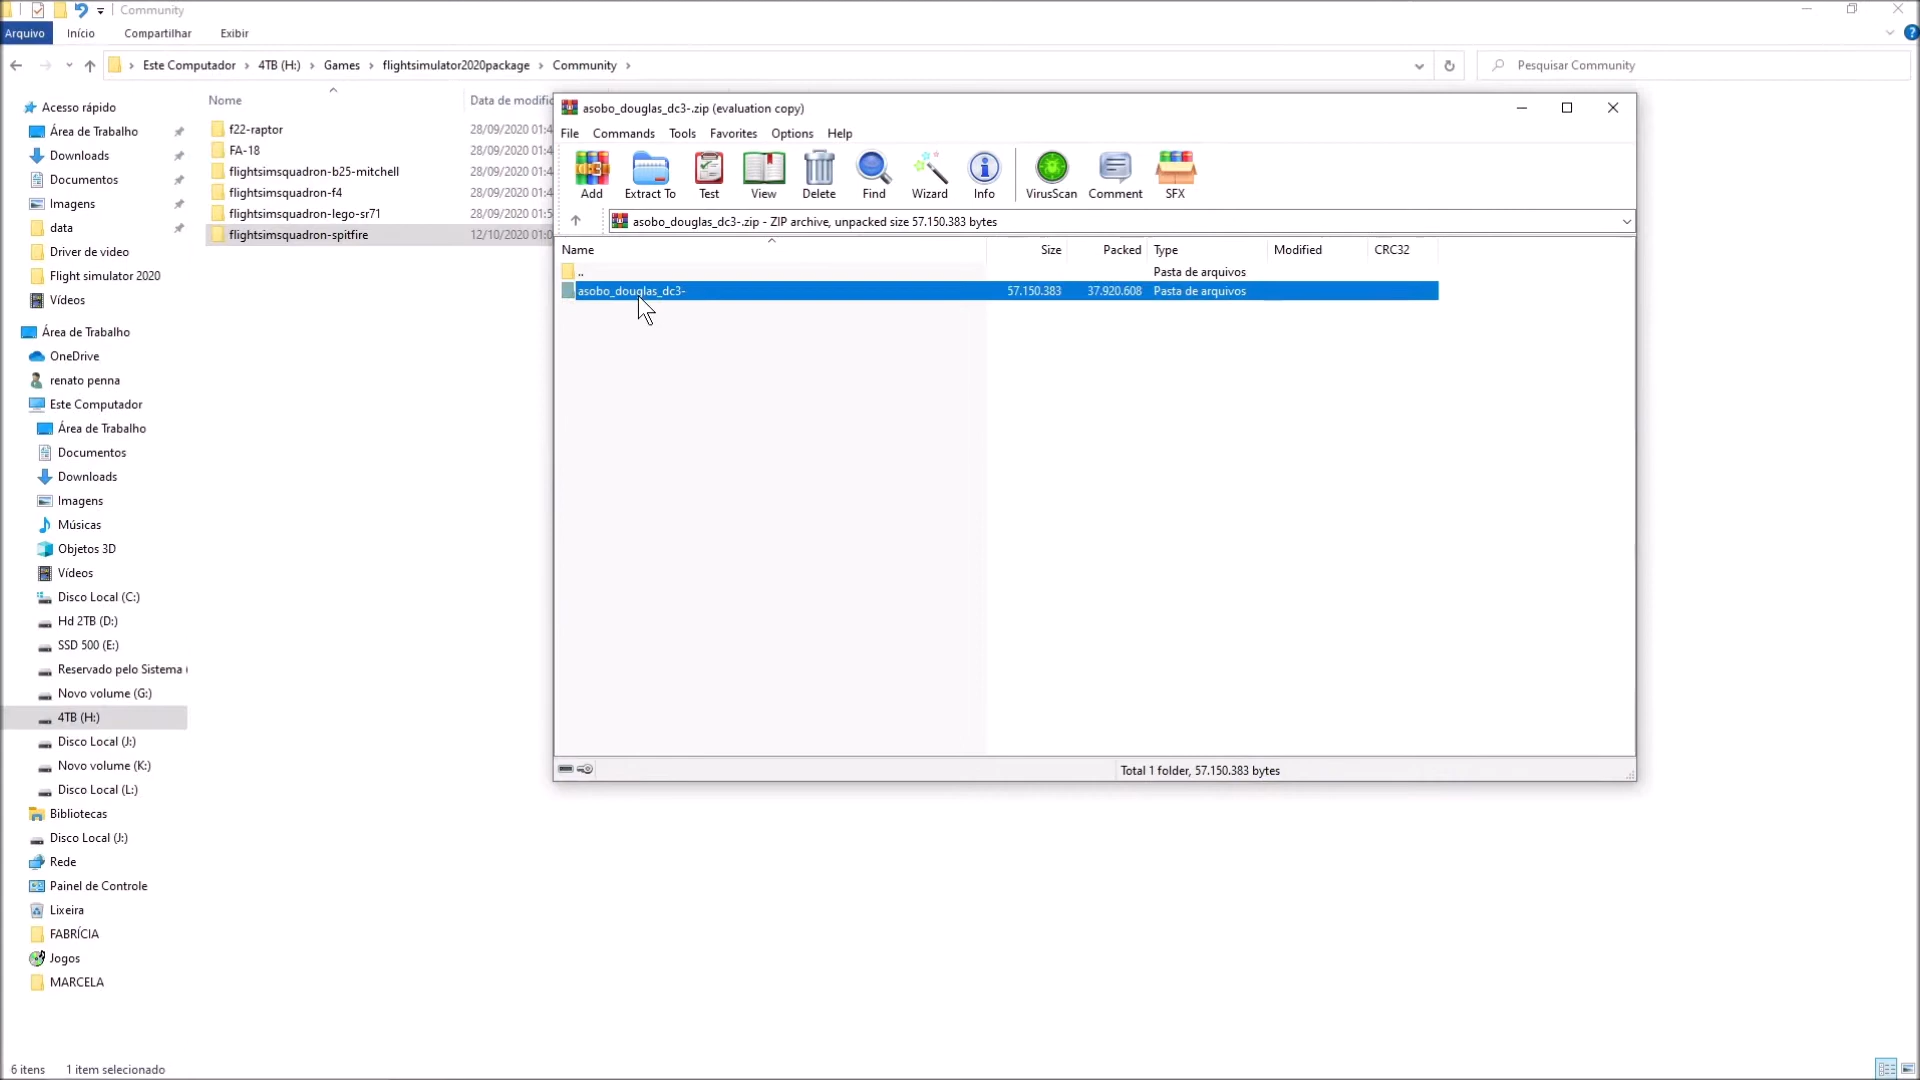 Community
Arquivo Início Compartilhar Exibir
Este Computador 4TB (H:) Games flightsimulator2020package Community
Pesquisar Community
Acesso rápido
Área de Trabalho
Downloads
Documentos
Imagens
data
Driver de video
Flight simulator 2020
Vídeos
Área de Trabalho
OneDrive
renato penna
Este Computador
Área de Trabalho
Documentos
Downloads
Imagens
Músicas
Objetos 3D
Vídeos
Disco Local (C:)
Hd 2TB (D:)
SSD 500 (E:)
Reservado pelo Sistema (
Novo volume (G:)
4TB (H:)
Disco Local (J:)
Novo volume (K:)
Disco Local (L:)
Bibliotecas
Disco Local (J:)
Rede
Painel de Controle
Lixeira
FABRÍCIA
Jogos
MARCELA
Nome Data de modific
f22-raptor 28/09/2020 01:4
FA-18 28/09/2020 01:4
flightsimsquadron-b25-mitchell 28/09/2020 01:4
flightsimsquadron-f4 28/09/2020 01:4
flightsimsquadron-lego-sr71 28/09/2020 01:5
flightsimsquadron-spitfire 12/10/2020 01:0
asobo_douglas_dc3-.zip (evaluation copy)
File Commands Tools Favorites Options Help
Add Extract To Test View Delete Find Wizard Info VirusScan Comment SFX
asobo_douglas_dc3-.zip - ZIP archive, unpacked size 57.150.383 bytes
Name Size Packed Type Modified CRC32
.. Pasta de arquivos
asobo_douglas_dc3- 57.150.383 37.920.608 Pasta de arquivos
Total 1 folder, 57.150.383 bytes
6 itens 1 item selecionado